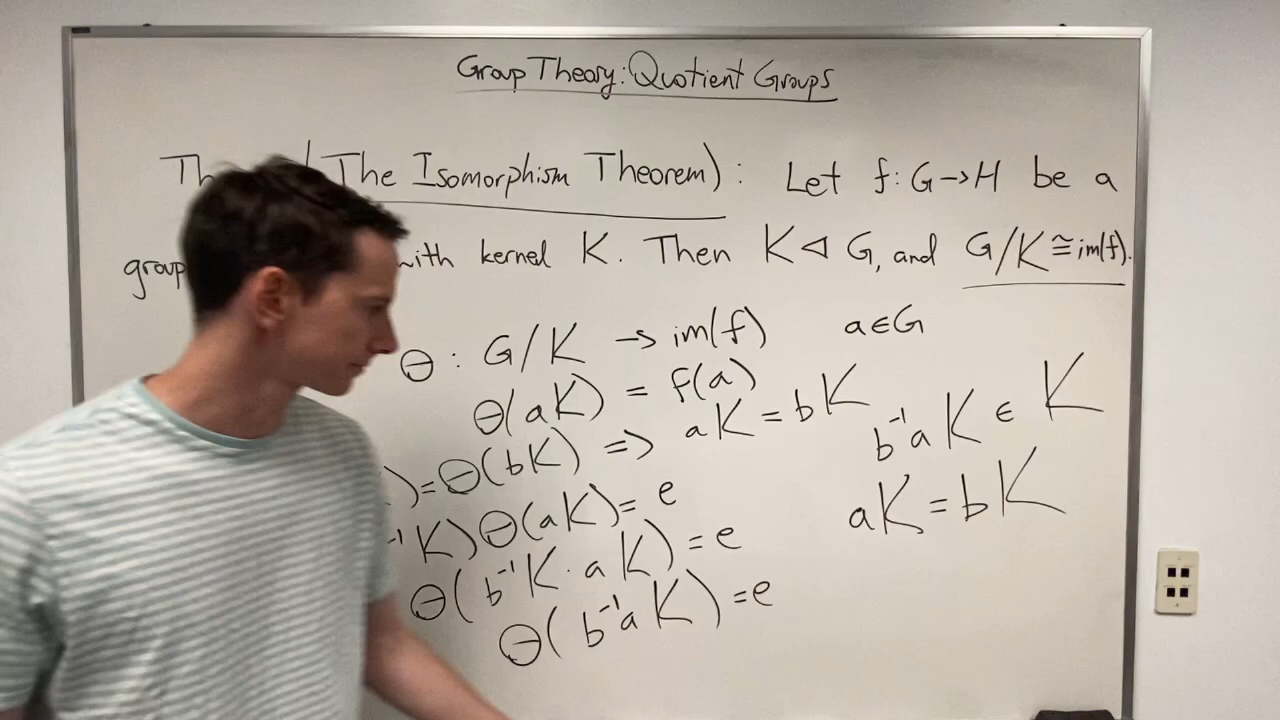 Group Theory: Quotient Groups
(The Isomorphism Theorem): Let f: G→H be a
group with kernel K. Then K ⊲ G, and G/K ≅ im(f).
Θ : G/K → im(f) a∈G
Θ(aK) = f(a)
)=Θ(bK) => aK = bK
b⁻¹aK ∈ K
⁻¹K)Θ(aK)= e
aK = bK
Θ(b⁻¹K·aK) = e
Θ(b⁻¹aK) = e